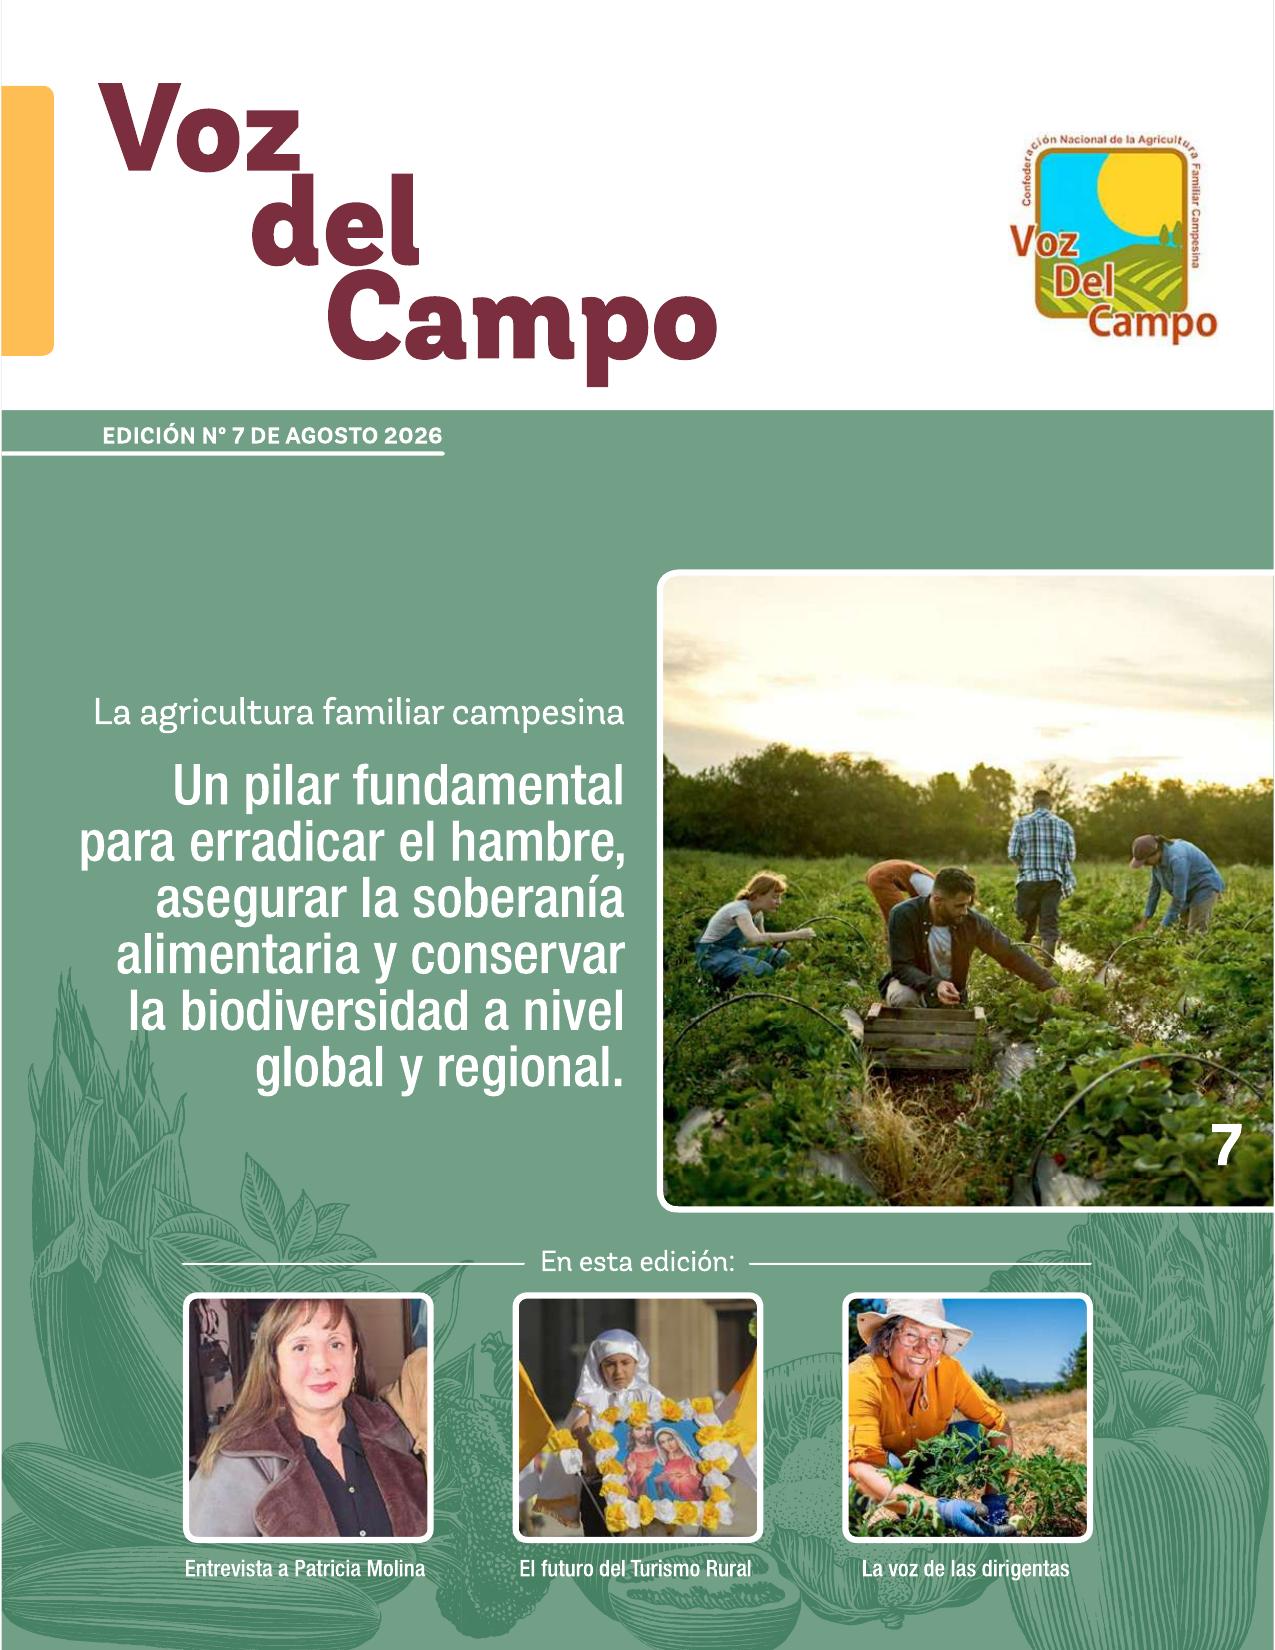 Voz
del
Campo
Confederación Nacional de la Agricultura Familiar Campesina
Voz
Del
Campo
EDICIÓN Nº 7 DE AGOSTO 2026
La agricultura familiar campesina
Un pilar fundamental
para erradicar el hambre,
asegurar la soberanía
alimentaria y conservar
la biodiversidad a nivel
global y regional.
7
En esta edición:
Entrevista a Patricia Molina
El futuro del Turismo Rural
La voz de las dirigentas